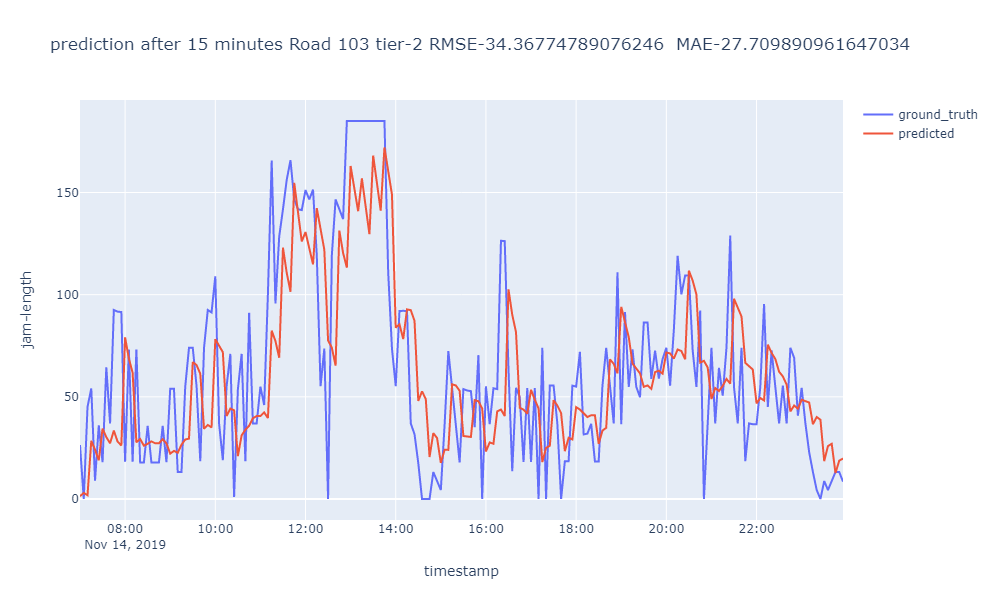 prediction after 15 minutes Road 103 tier-2 RMSE-34.36774789076246  MAE-27.709890961647034
ground_truth
predicted
150
100
50
0
jam-length
08:00 10:00 12:00 14:00 16:00 18:00 20:00 22:00
Nov 14, 2019
timestamp